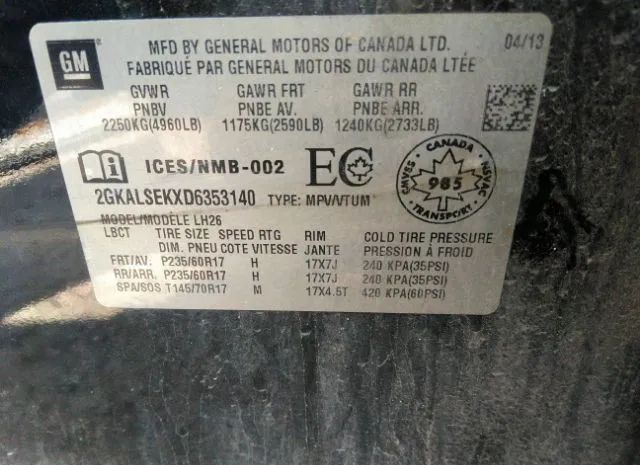 GM
MFD BY GENERAL MOTORS OF CANADA LTD. 04/13
FABRIQUÉ PAR GENERAL MOTORS DU CANADA LTÉE
GVWR GAWR FRT GAWR RR
PNBV PNBE AV. PNBE ARR.
2250KG(4960LB) 1175KG(2590LB) 1240KG(2733LB)
ICES/NMB-002 EC
CANADA
SVAC/NSVAC
985
TRANSPORT
2GKALSEKXD6353140 TYPE: MPV/VTUM
MODEL/MODÈLE LH26
LBCT TIRE SIZE SPEED RTG RIM COLD TIRE PRESSURE
DIM. PNEU COTE VITESSE JANTE PRESSION À FROID
FRT/AV. P235/60R17 H 17X7J 240 KPA(35PSI)
RR/ARR. P235/60R17 H 17X7J 240 KPA(35PSI)
SPA/SOS T145/70R17 M 17X4.5T 420 KPA(60PSI)